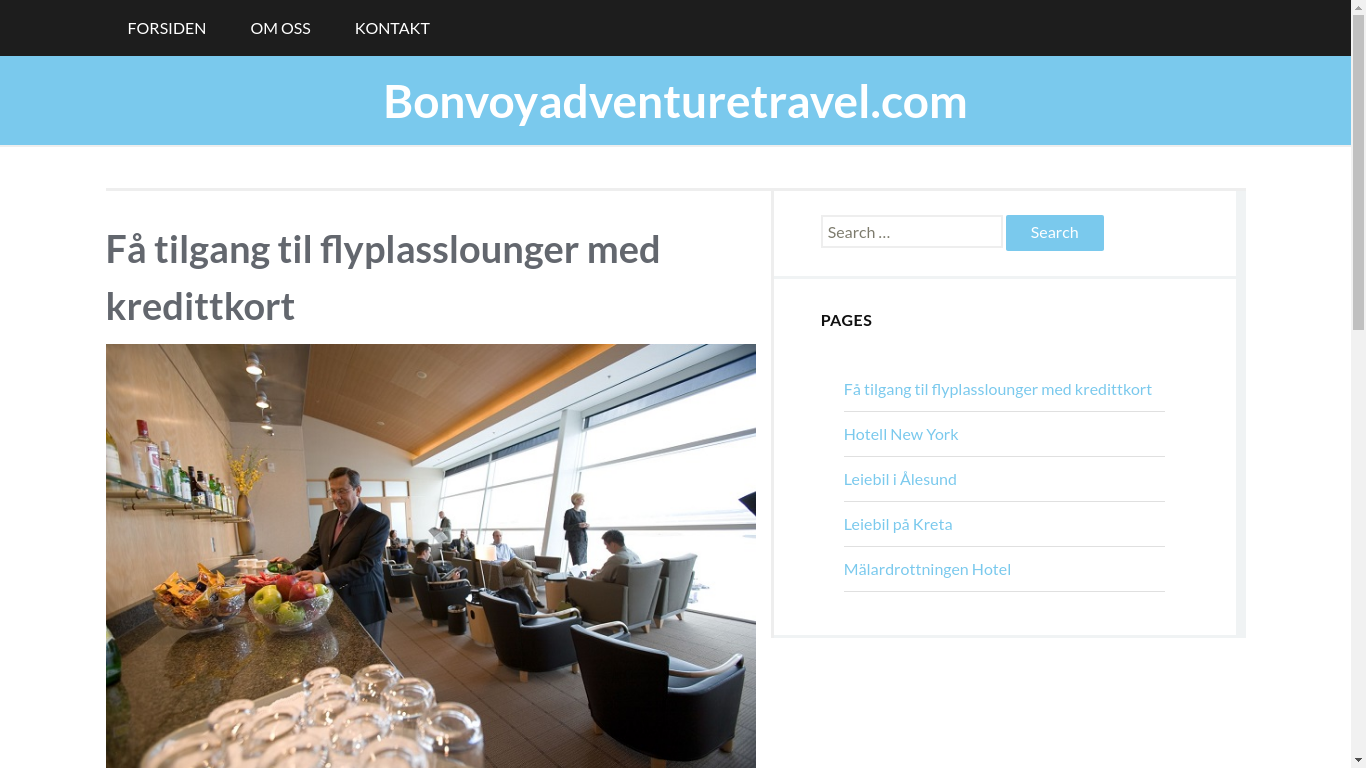 FORSIDEN
OM OSS
KONTAKT
Bonvoyadventuretravel.com
Få tilgang til flyplasslounger med
kredittkort
Search …
Search
PAGES
Få tilgang til flyplasslounger med kredittkort
Hotell New York
Leiebil i Ålesund
Leiebil på Kreta
Mälardrottningen Hotel